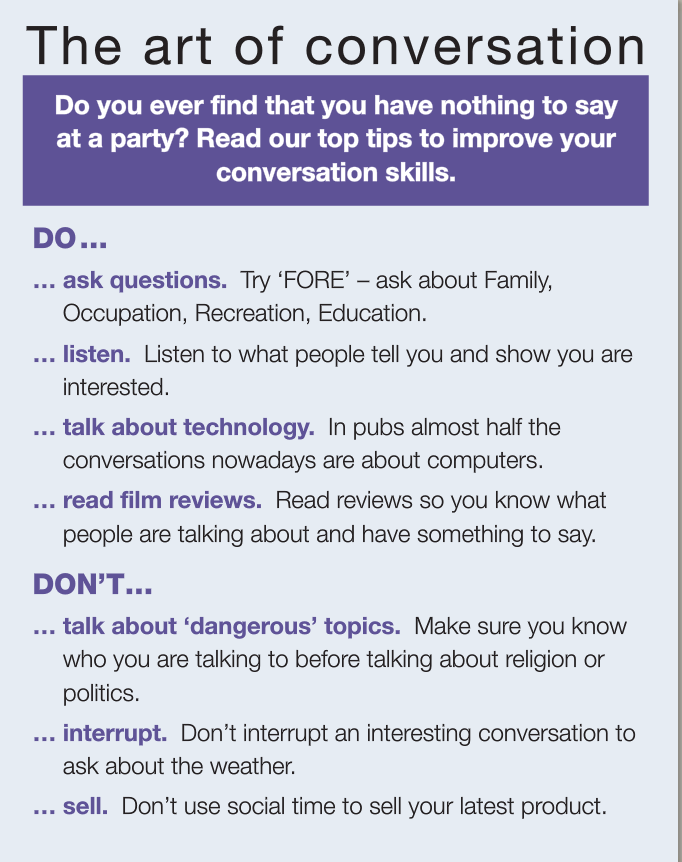 The art of conversation
Do you ever find that you have nothing to say
at a party? Read our top tips to improve your
conversation skills.
DO...
... ask questions. Try ‘FORE’ – ask about Family,
Occupation, Recreation, Education.
... listen. Listen to what people tell you and show you are
interested.
... talk about technology. In pubs almost half the
conversations nowadays are about computers.
... read film reviews. Read reviews so you know what
people are talking about and have something to say.
DON’T...
... talk about ‘dangerous’ topics. Make sure you know
who you are talking to before talking about religion or
politics.
... interrupt. Don’t interrupt an interesting conversation to
ask about the weather.
... sell. Don’t use social time to sell your latest product.